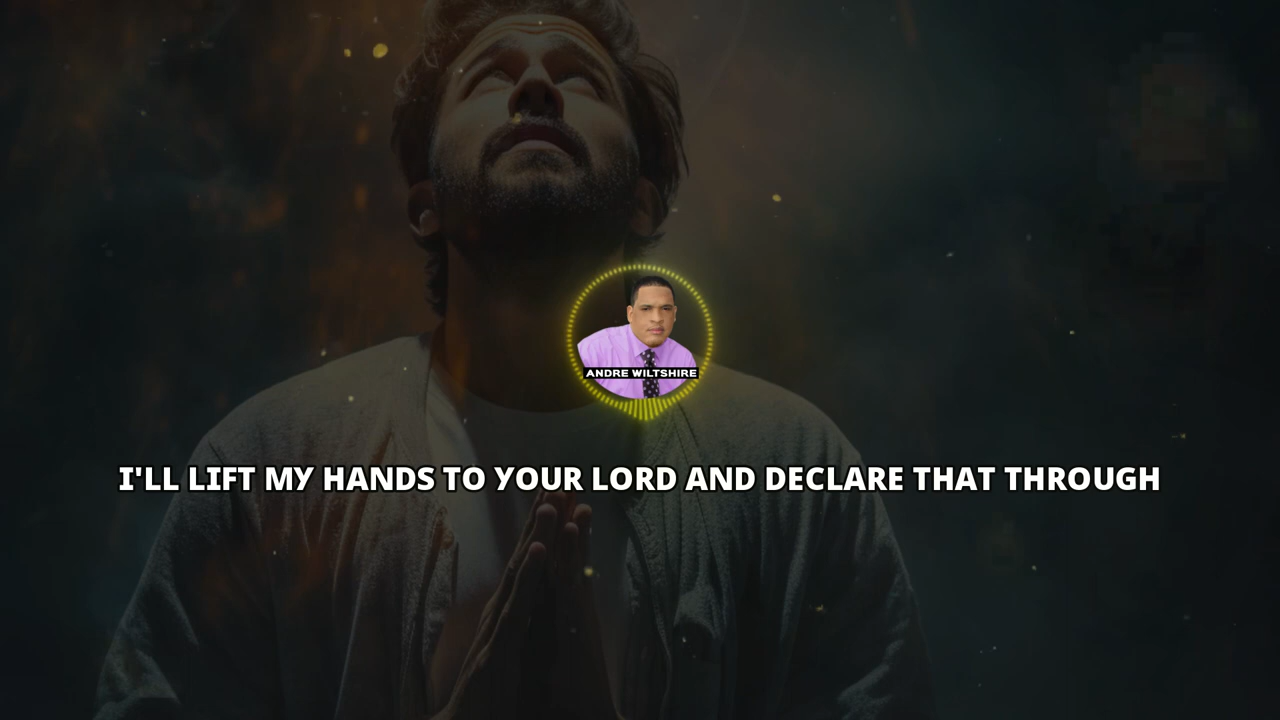 ANDRE WILTSHIRE
I'LL LIFT MY HANDS TO YOUR LORD AND DECLARE THAT THROUGH